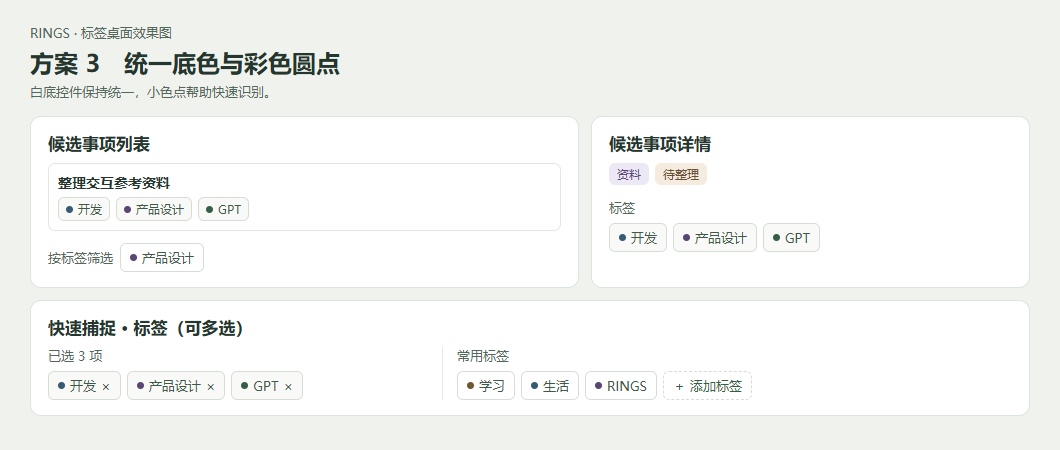 RINGS · 标签桌面效果图
方案 3 统一底色与彩色圆点
白底控件保持统一，小色点帮助快速识别。
候选事项列表
整理交互参考资料
开发 产品设计 GPT
按标签筛选 产品设计
候选事项详情
资料 待整理
标签
开发 产品设计 GPT
快速捕捉 · 标签（可多选）
已选 3 项
开发 × 产品设计 × GPT ×
常用标签
学习 生活 RINGS + 添加标签